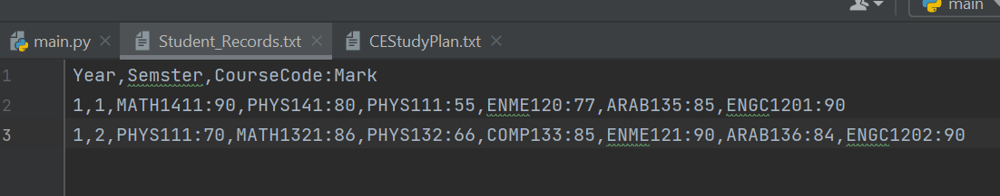 main
main.py
Student_Records.txt
CEStudyPlan.txt
1 Year,Semster,CourseCode:Mark
2 1,1,MATH1411:90,PHYS141:80,PHYS111:55,ENME120:77,ARAB135:85,ENGC1201:90
3 1,2,PHYS111:70,MATH1321:86,PHYS132:66,COMP133:85,ENME121:90,ARAB136:84,ENGC1202:90